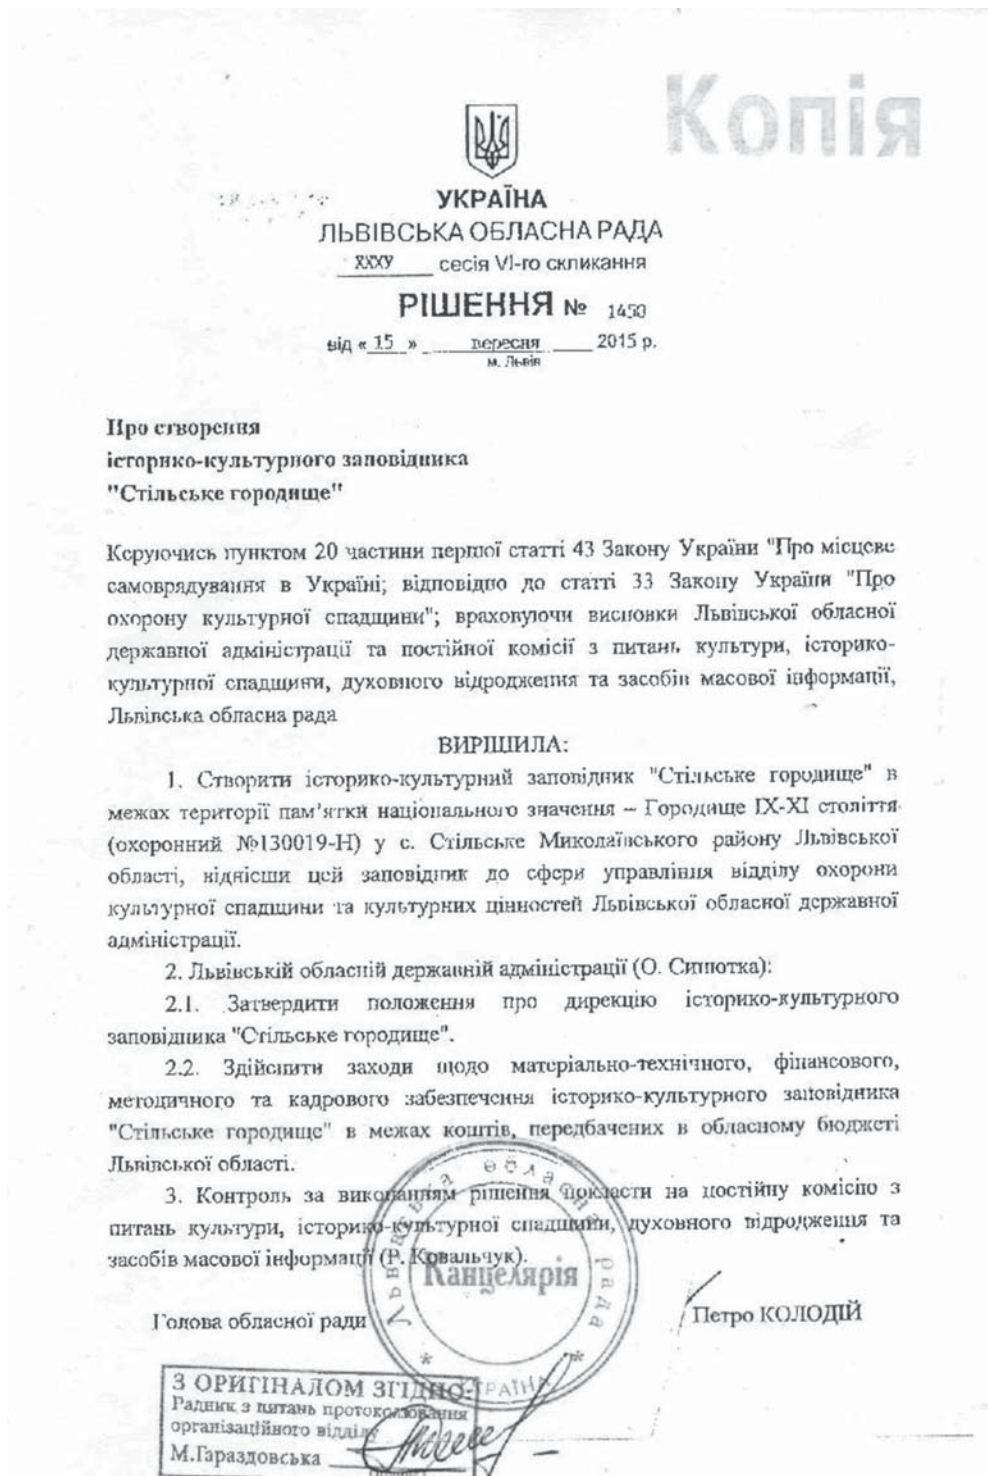 Копія
УКРАЇНА
ЛЬВІВСЬКА ОБЛАСНА РАДА
XXXУ сесія VI-го скликання
РІШЕННЯ № 1450
від « 15 » вересня 2015 р.
м. Львів
Про створення
історико-культурного заповідника
"Стільське городище"
Керуючись пунктом 20 частини першої статті 43 Закону України "Про місцеве
самоврядування в Україні; відповідно до статті 33 Закону України "Про
охорону культурної спадщини"; враховуючи висновки Львівської обласної
державної адміністрації та постійної комісії з питань культури, історико-
культурної спадщини, духовного відродження та засобів масової інформації,
Львівська обласна рада
ВИРІШИЛА:
1. Створити історико-культурний заповідник "Стільське городище" в
межах території пам'ятки національного значення – Городище IX-XI століття
(охоронний №130019-Н) у с. Стільське Миколаївського району Львівської
області, віднісши цей заповідник до сфери управління відділу охорони
культурної спадщини та культурних цінностей Львівської обласної державної
адміністрації.
2. Львівській обласній державній адміністрації (О. Синютка):
2.1. Затвердити положення про дирекцію історико-культурного
заповідника "Стільське городище".
2.2. Здійснити заходи щодо матеріально-технічного, фінансового,
методичного та кадрового забезпечення історико-культурного заповідника
"Стільське городище" в межах коштів, передбачених в обласному бюджеті
Львівської області.
3. Контроль за виконанням рішення покласти на постійну комісію з
питань культури, історико-культурної спадщини, духовного відродження та
засобів масової інформації (Р. Ковальчук).
Львівська обласна рада
Канцелярія
* УКРАЇНА *
Голова обласної ради Петро КОЛОДІЙ
З ОРИГІНАЛОМ ЗГІДНО:
Радник з питань протоколювання
організаційного відділу
М.Гараздовська